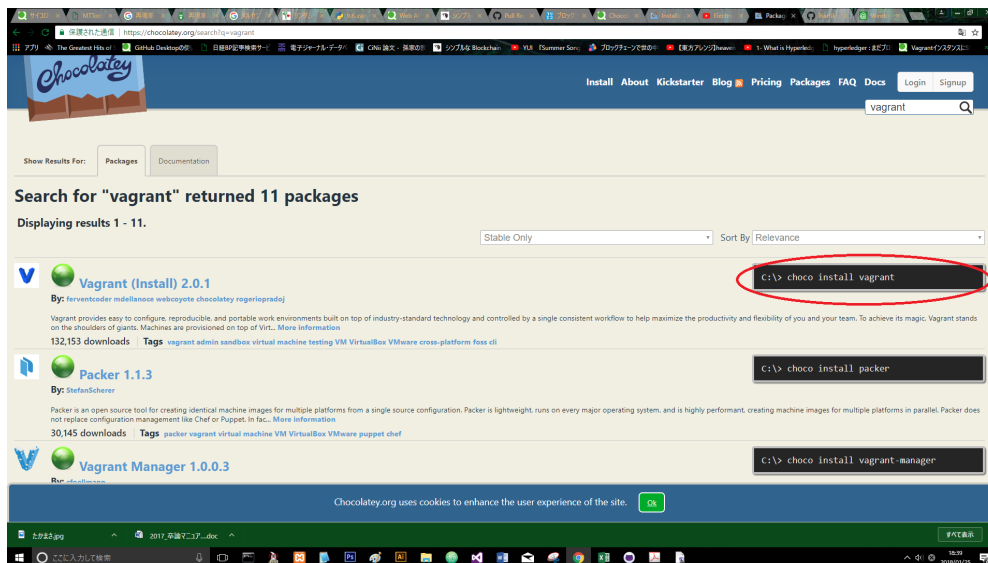 保護された通信 | https://chocolatey.org/search?q=vagrant
アプリ The Greatest Hits of GitHub Desktopの使 日経BP記事検索サービ 電子ジャーナル・データベ CiNii 論文 - シンプルな Blockchain YUI 『Summer Song ブロックチェーンで世の中 【東方アレンジ】heaven 1- What is Hyperledg hyperledger : まだブロ Vagrantインスタンスに
Chocolatey
Install About Kickstarter Blog Pricing Packages FAQ Docs Login Signup
vagrant
Show Results For: Packages Documentation
Search for "vagrant" returned 11 packages
Displaying results 1 - 11.
Stable Only Sort By Relevance
Vagrant (Install) 2.0.1
C:\> choco install vagrant
By: ferventcoder mdellanoce webcoyote chocolatey rogeriopradoj
Vagrant provides easy to configure, reproducible, and portable work environments built on top of industry-standard technology and controlled by a single consistent workflow to help maximize the productivity and flexibility of you and your team. To achieve its magic, Vagrant stands
on the shoulders of giants. Machines are provisioned on top of Virt... More information
132,153 downloads Tags vagrant admin sandbox virtual machine testing VM VirtualBox VMware cross-platform foss cli
Packer 1.1.3
C:\> choco install packer
By: StefanScherer
Packer is an open source tool for creating identical machine images for multiple platforms from a single source configuration. Packer is lightweight, runs on every major operating system, and is highly performant, creating machine images for multiple platforms in parallel. Packer does
not replace configuration management like Chef or Puppet. In fac... More information
30,145 downloads Tags packer vagrant virtual machine VM VirtualBox VMware puppet chef
Vagrant Manager 1.0.0.3
C:\> choco install vagrant-manager
By:
Chocolatey.org uses cookies to enhance the user experience of the site. Ok
たかまさ.jpg 2017_卒論マニュア....doc すべて表示
ここに入力して検索
18:39
2018/01/25